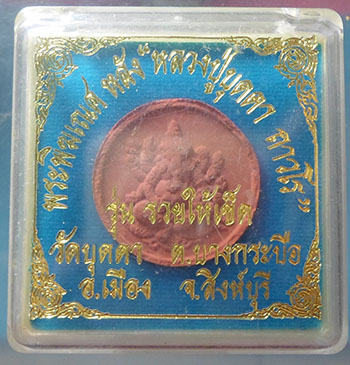 พระพิฆเนศ หลัง "หลวงปู่บุดดา ถาวโร"
รุ่น รวยให้เข็ด
วัดบุดดา ต.บางกระบือ
อ.เมือง จ.สิงห์บุรี